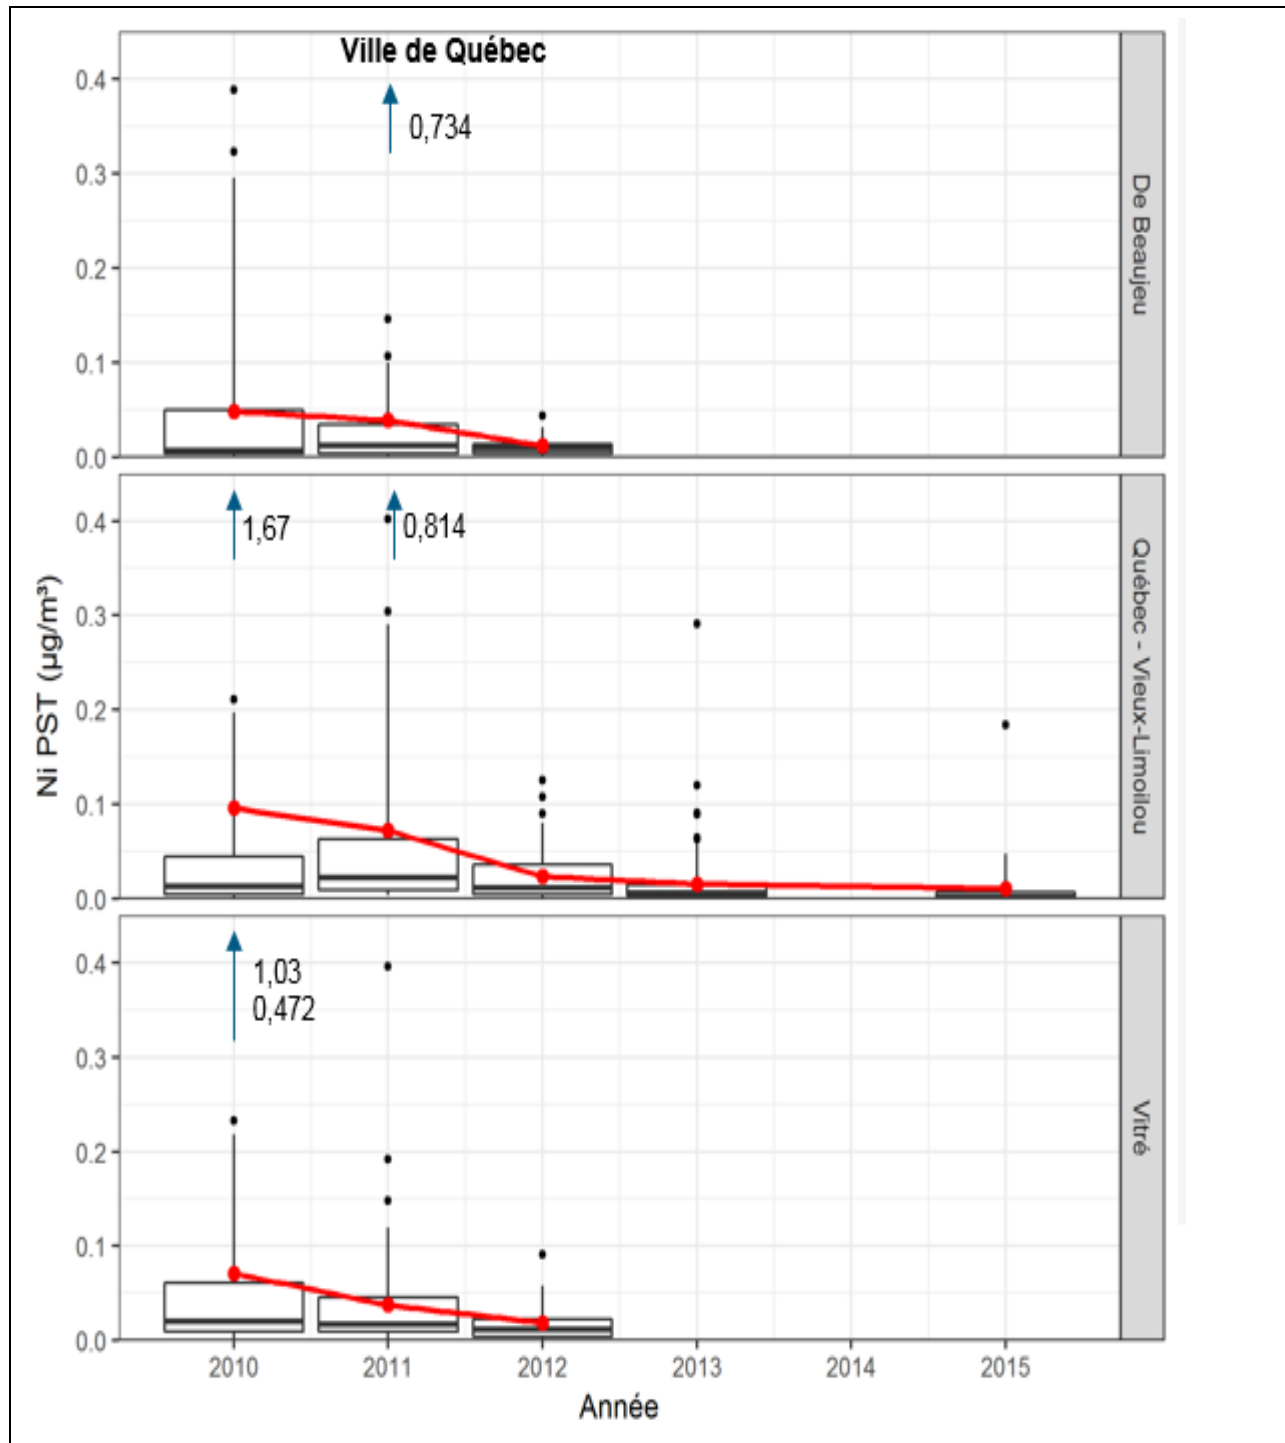 Ville de Québec
0.4
0.3
0.2
0.1
0.0
0,734
De Beaujeu
0.4
0.3
0.2
0.1
0.0
1,67
0,814
Québec - Vieux-Limoilou
0.4
0.3
0.2
0.1
0.0
1,03
0,472
Vitré
Ni PST (µg/m³)
2010 2011 2012 2013 2014 2015
Année